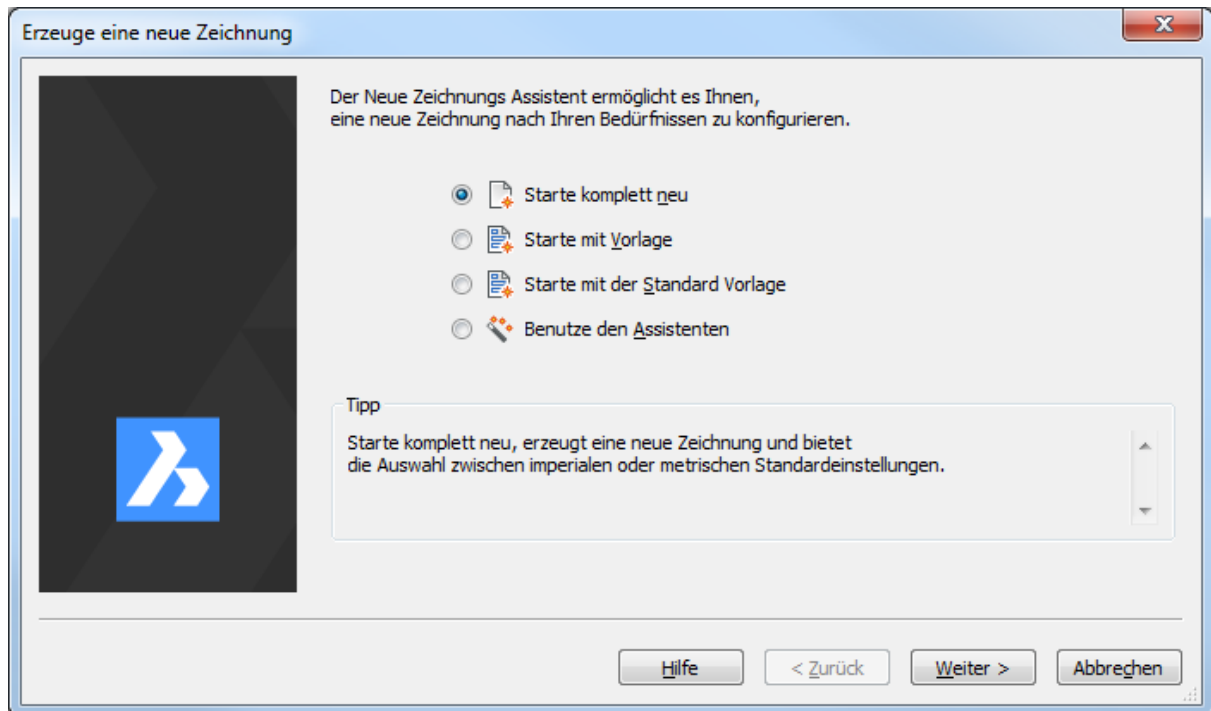 Erzeuge eine neue Zeichnung
Der Neue Zeichnungs Assistent ermöglicht es Ihnen,
eine neue Zeichnung nach Ihren Bedürfnissen zu konfigurieren.
Starte komplett neu
Starte mit Vorlage
Starte mit der Standard Vorlage
Benutze den Assistenten
Tipp
Starte komplett neu, erzeugt eine neue Zeichnung und bietet
die Auswahl zwischen imperialen oder metrischen Standardeinstellungen.
Hilfe < Zurück Weiter > Abbrechen